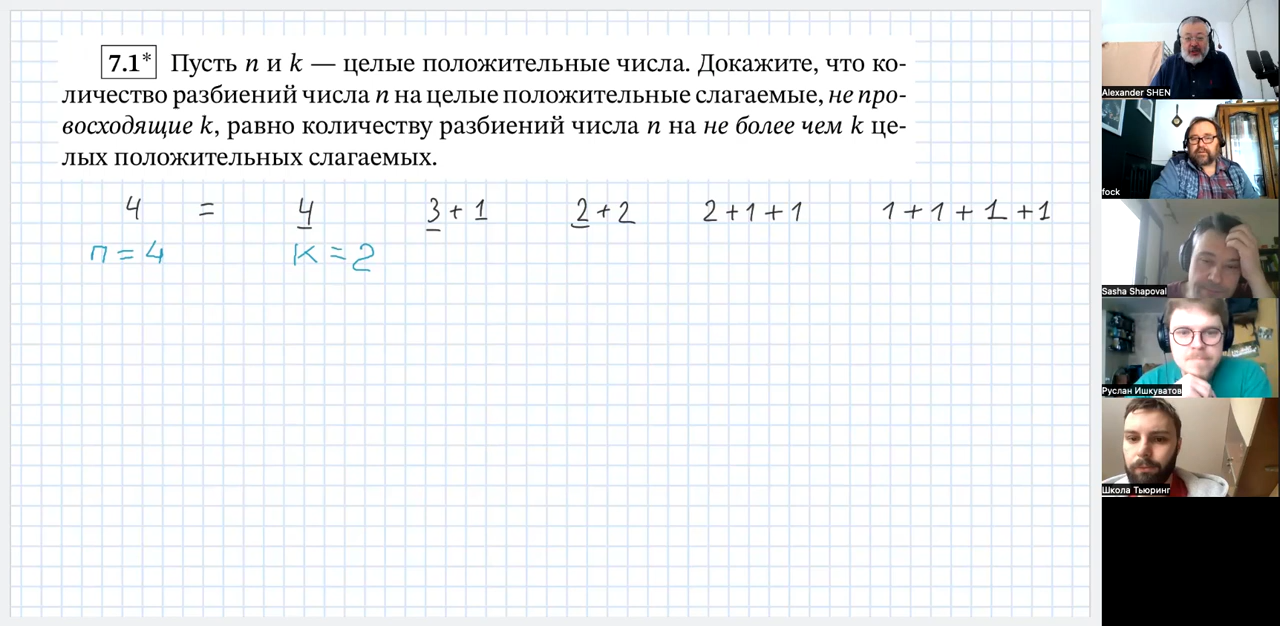 7.1* Пусть n и k — целые положительные числа. Докажите, что ко-
личество разбиений числа n на целые положительные слагаемые, не пре-
восходящие k, равно количеству разбиений числа n на не более чем k це-
лых положительных слагаемых.
4 = 4 3 + 1 2 + 2 2 + 1 + 1 1 + 1 + 1 + 1
n = 4 k = 2
Alexander SHEN
fock
Sasha Shapoval
Руслан Ишкуватов
Школа Тьюринг